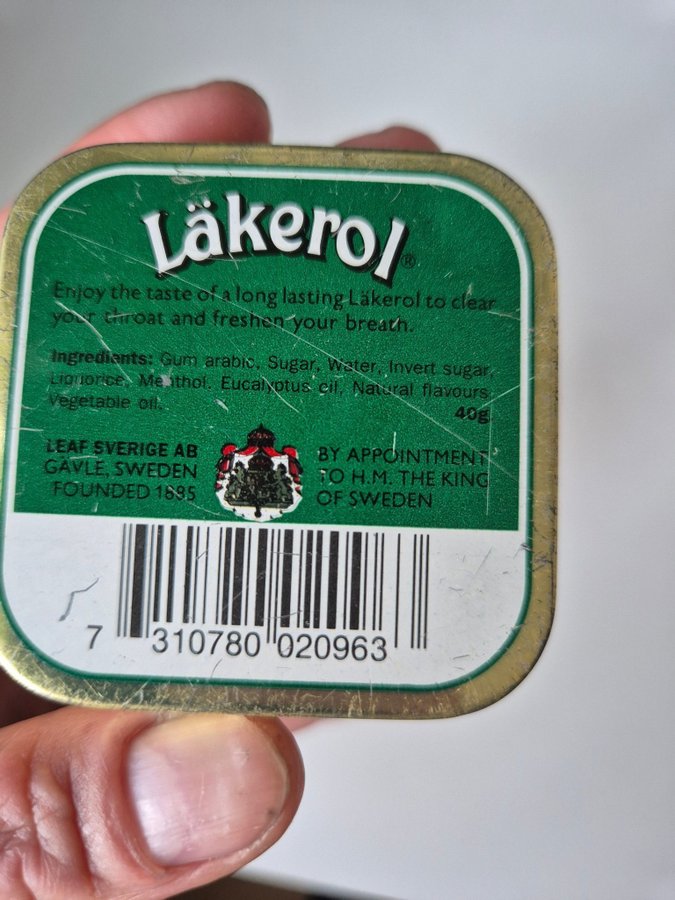 Läkerol®
Enjoy the taste of a long lasting Läkerol to clear
your throat and freshen your breath.
Ingredients: Gum arabic, Sugar, Water, Invert sugar,
Liquorice, Menthol, Eucalyptus oil, Natural flavours,
Vegetable oil.
40g
LEAF SVERIGE AB
GÄVLE, SWEDEN
FOUNDED 1895
BY APPOINTMENT
TO H.M. THE KING
OF SWEDEN
7 310780 020963